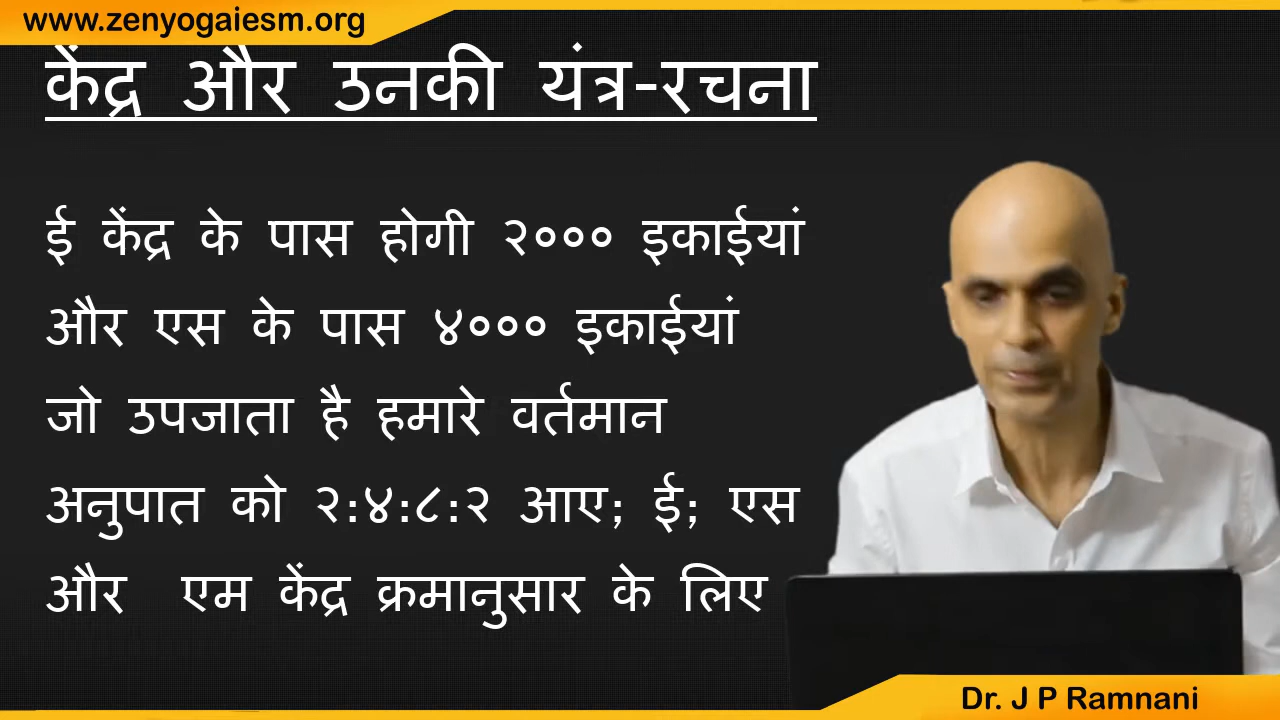 www.zenyogaiesm.org
केंद्र और उनकी यंत्र-रचना
ई केंद्र के पास होगी २००० इकाईयां
और एस के पास ४००० इकाईयां
जो उपजाता है हमारे वर्तमान
अनुपात को २:४:८:२ आए; ई; एस
और एम केंद्र क्रमानुसार के लिए
Dr. J P Ramnani